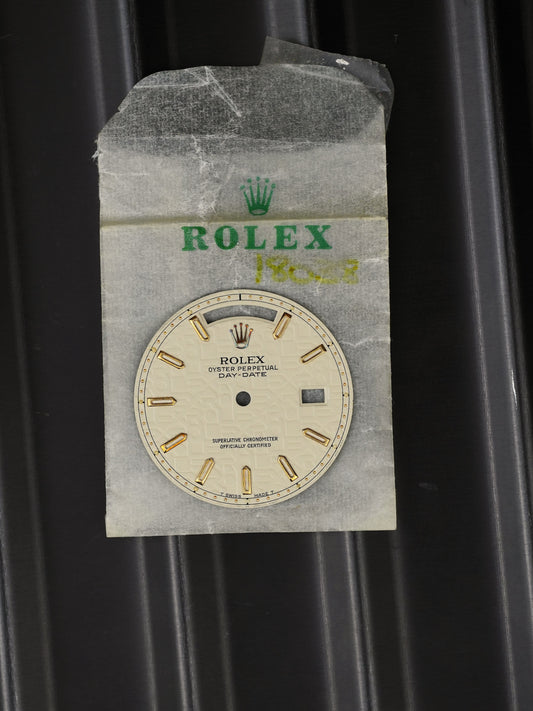 ROLEX
ROLEX
OYSTER PERPETUAL
DAY-DATE
SUPERLATIVE CHRONOMETER
OFFICIALLY CERTIFIED
T SWISS MADE T